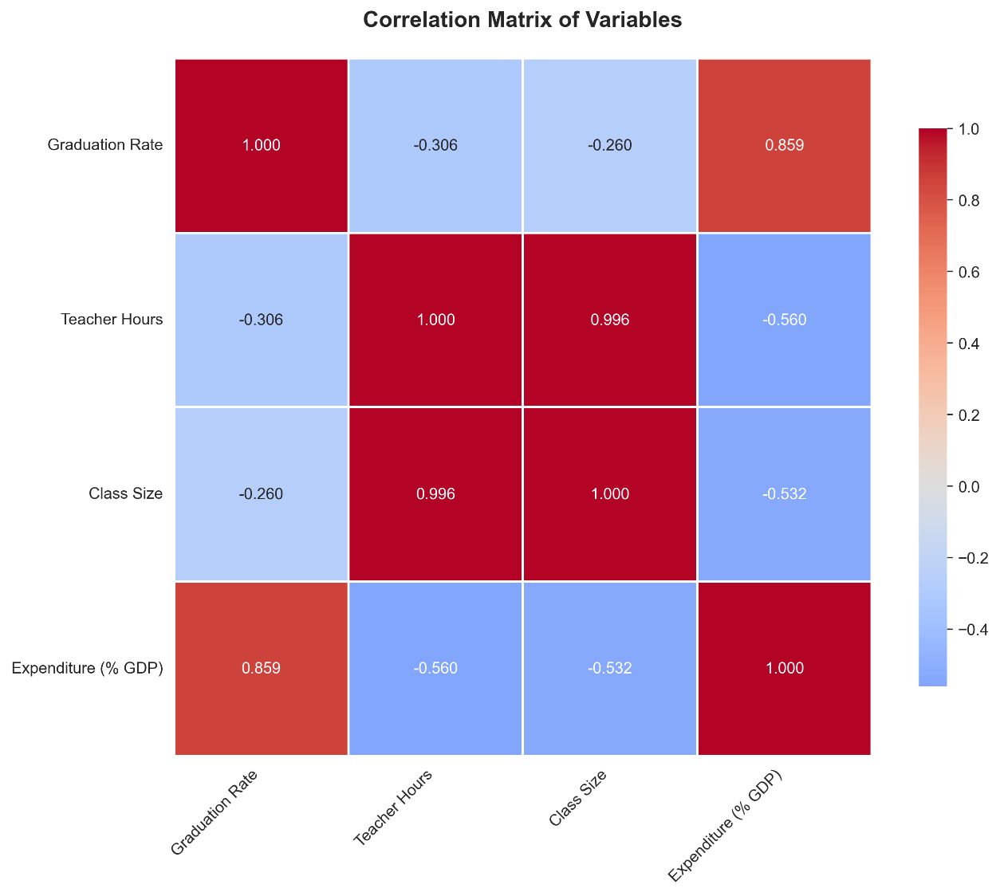 Correlation Matrix of Variables
Graduation Rate
1.000
-0.306
-0.260
0.859
Teacher Hours
-0.306
1.000
0.996
-0.560
Class Size
-0.260
0.996
1.000
-0.532
Expenditure (% GDP)
0.859
-0.560
-0.532
1.000
Graduation Rate
Teacher Hours
Class Size
Expenditure (% GDP)
1.0
0.8
0.6
0.4
0.2
0.0
−0.2
−0.4